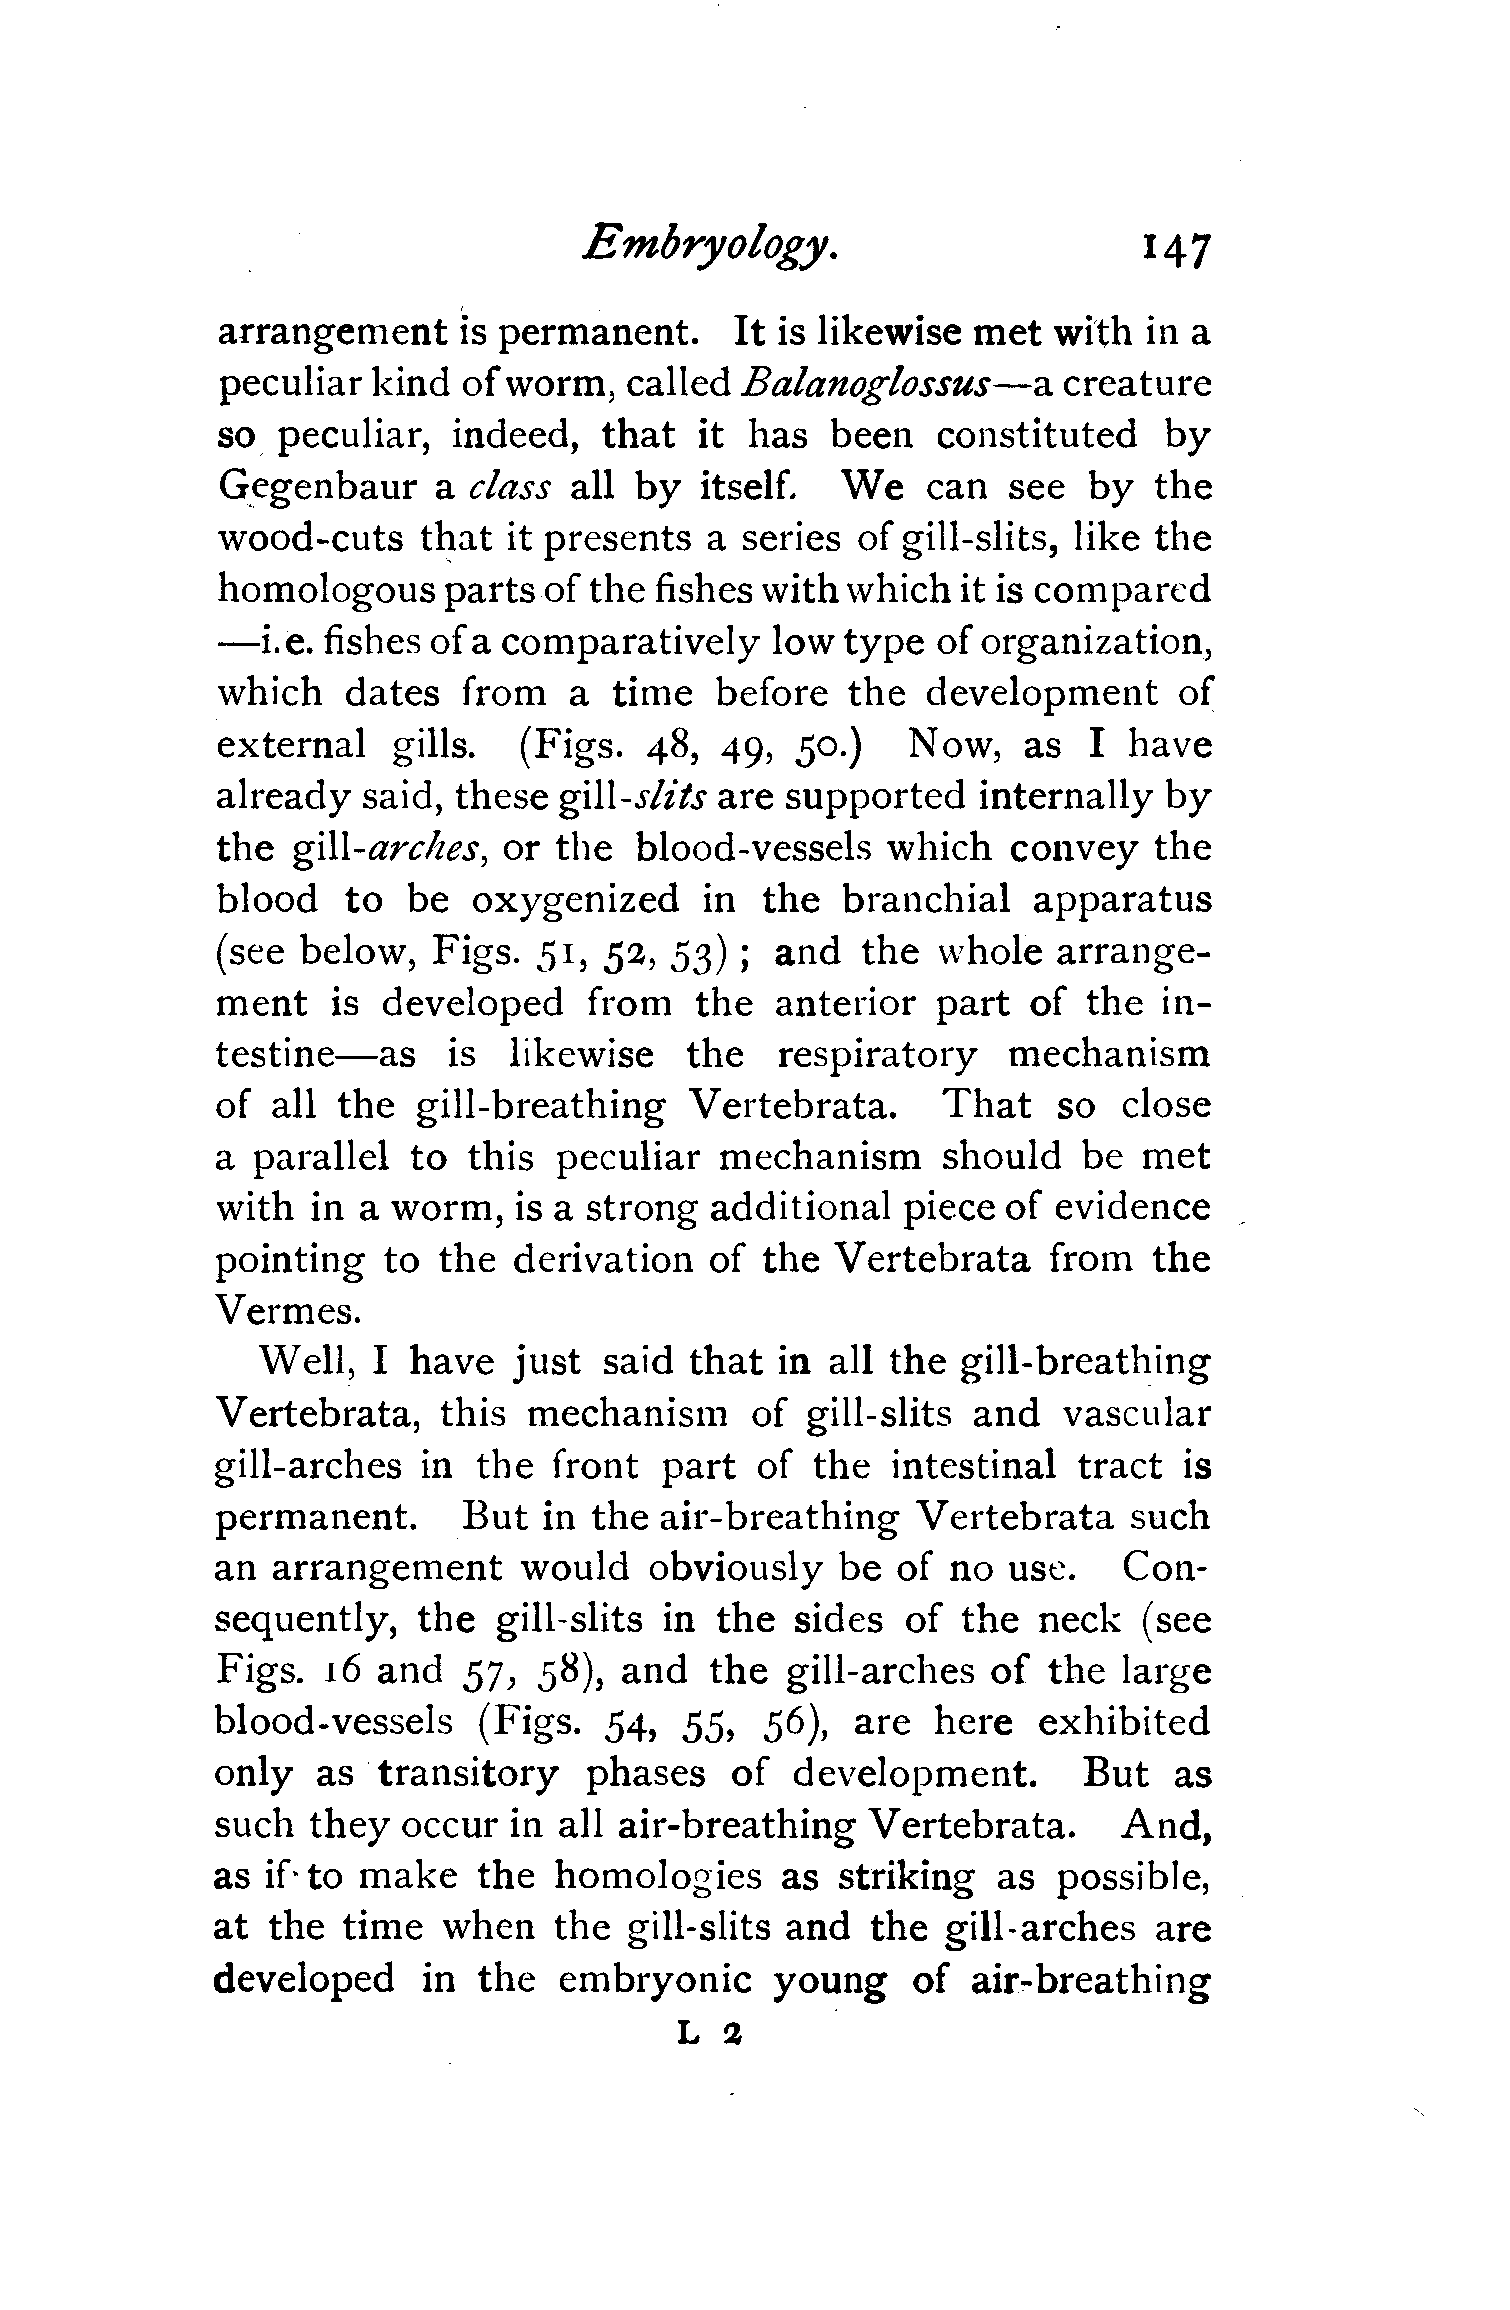 Embryology. 147
arrangement is permanent. It is likewise met with in a
peculiar kind of worm, called Balanoglossus—a creature
so peculiar, indeed, that it has been constituted by
Gegenbaur a class all by itself. We can see by the
wood-cuts that it presents a series of gill-slits, like the
homologous parts of the fishes with which it is compared
—i.e. fishes of a comparatively low type of organization,
which dates from a time before the development of
external gills. (Figs. 48, 49, 50.) Now, as I have
already said, these gill-slits are supported internally by
the gill-arches, or the blood-vessels which convey the
blood to be oxygenized in the branchial apparatus
(see below, Figs. 51, 52, 53) ; and the whole arrange-
ment is developed from the anterior part of the in-
testine—as is likewise the respiratory mechanism
of all the gill-breathing Vertebrata. That so close
a parallel to this peculiar mechanism should be met
with in a worm, is a strong additional piece of evidence
pointing to the derivation of the Vertebrata from the
Vermes.
Well, I have just said that in all the gill-breathing
Vertebrata, this mechanism of gill-slits and vascular
gill-arches in the front part of the intestinal tract is
permanent. But in the air-breathing Vertebrata such
an arrangement would obviously be of no use. Con-
sequently, the gill-slits in the sides of the neck (see
Figs. 16 and 57, 58), and the gill-arches of the large
blood-vessels (Figs. 54, 55, 56), are here exhibited
only as transitory phases of development. But as
such they occur in all air-breathing Vertebrata. And,
as if to make the homologies as striking as possible,
at the time when the gill-slits and the gill-arches are
developed in the embryonic young of air-breathing
L 2